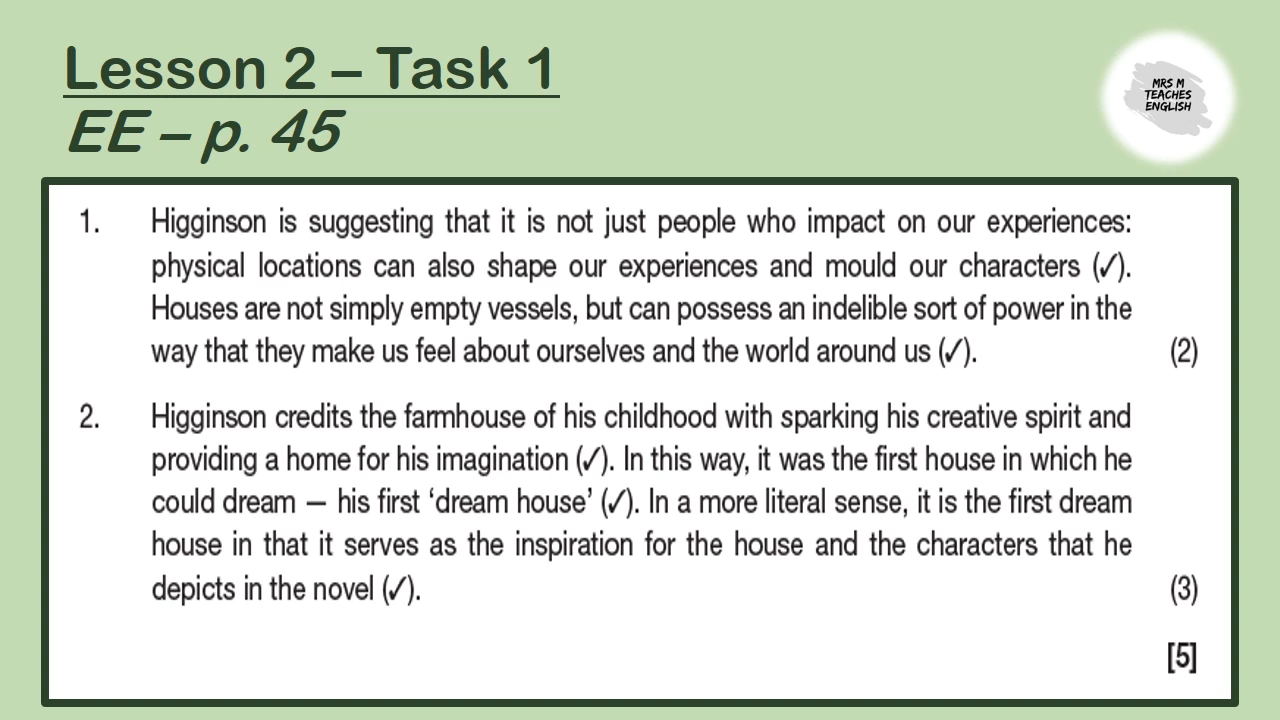 Lesson 2 – Task 1
EE – p. 45
MRS M
TEACHES
ENGLISH
1. Higginson is suggesting that it is not just people who impact on our experiences:
physical locations can also shape our experiences and mould our characters (✓).
Houses are not simply empty vessels, but can possess an indelible sort of power in the
way that they make us feel about ourselves and the world around us (✓). (2)
2. Higginson credits the farmhouse of his childhood with sparking his creative spirit and
providing a home for his imagination (✓). In this way, it was the first house in which he
could dream — his first ‘dream house’ (✓). In a more literal sense, it is the first dream
house in that it serves as the inspiration for the house and the characters that he
depicts in the novel (✓). (3)
[5]